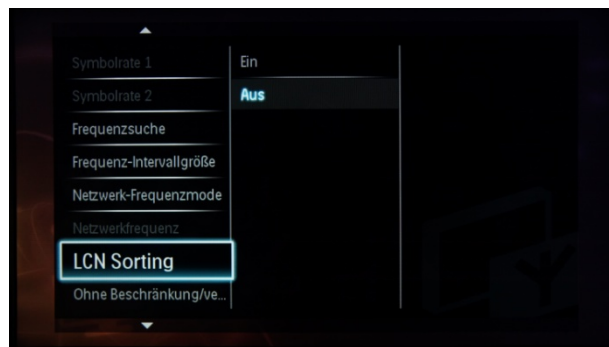 Symbolrate 1
Symbolrate 2
Frequenzsuche
Frequenz-Intervallgröße
Netzwerk-Frequenzmode
Netzwerkfrequenz
LCN Sorting
Ohne Beschränkung/ve...
Ein
Aus